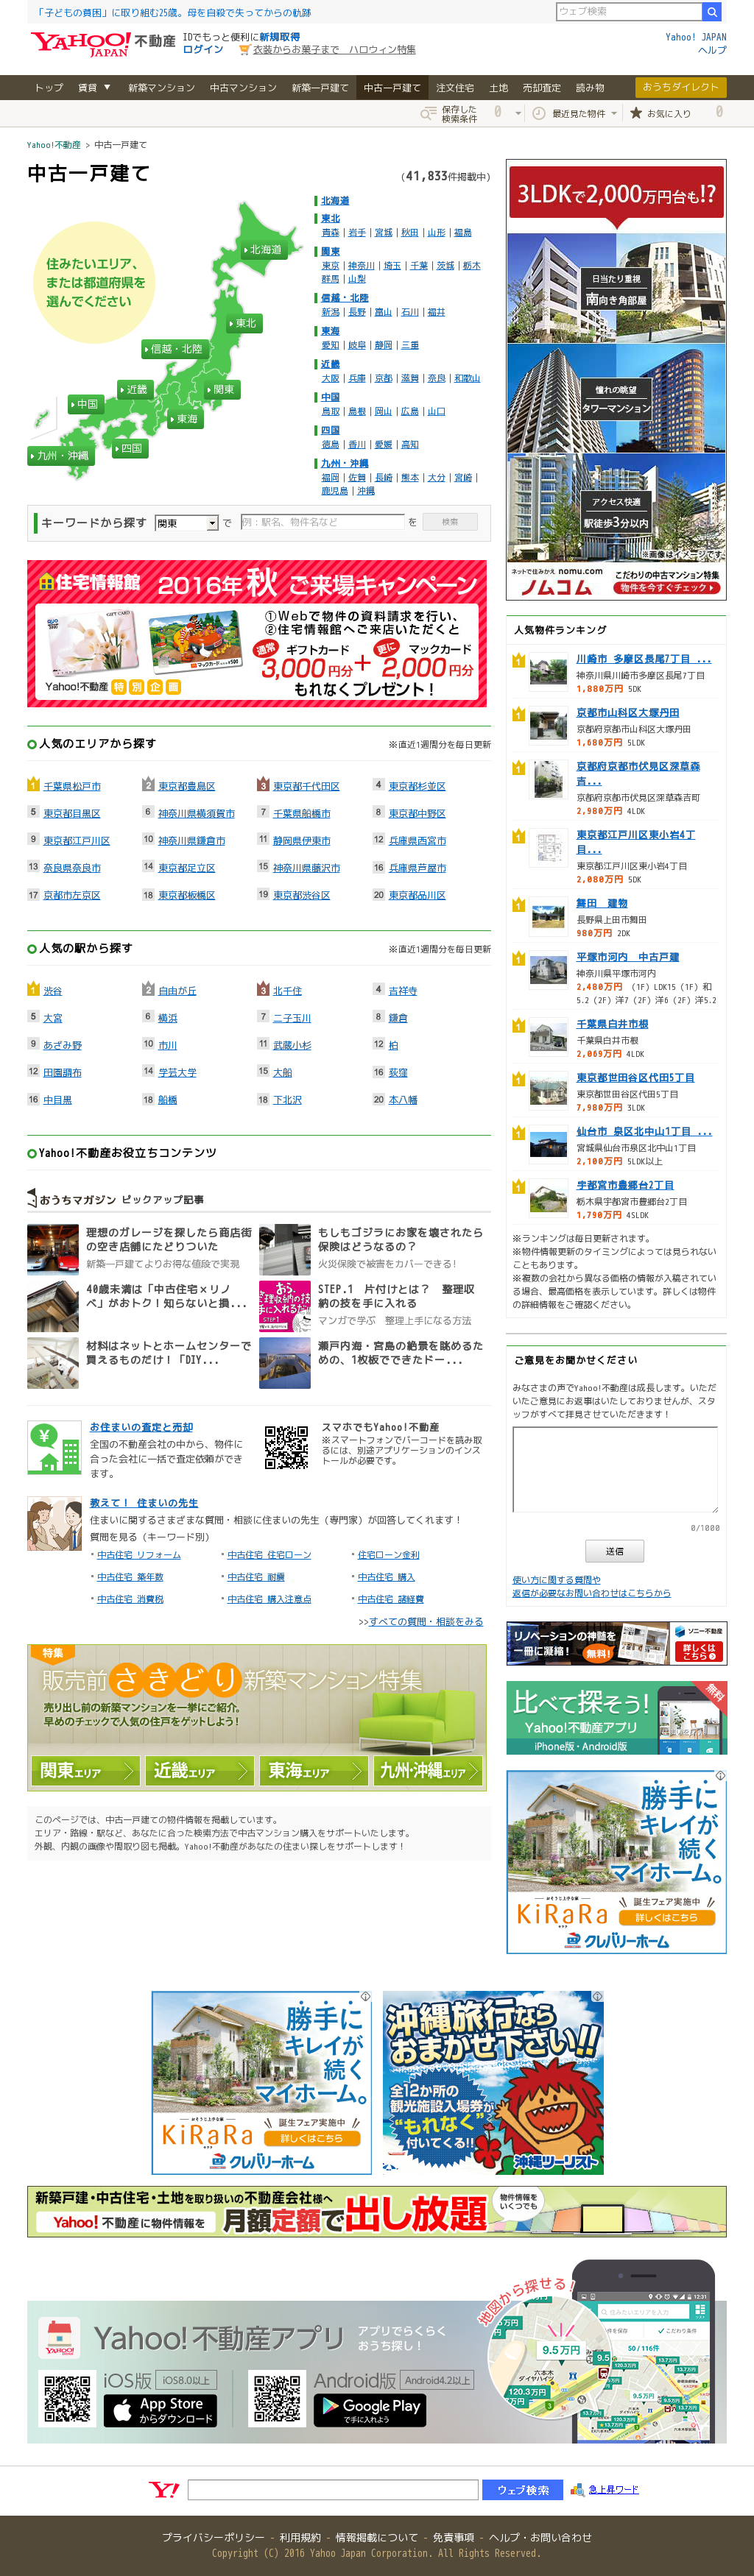 「子どもの貧困」に取り組む25歳。母を自殺で失ってからの軌跡
ウェブ検索
YAHOO! JAPAN 不動産
IDでもっと便利に新規取得
ログイン
衣装からお菓子まで　ハロウィン特集
Yahoo! JAPAN
ヘルプ
トップ 賃貸 ▼ 新築マンション 中古マンション 新築一戸建て 中古一戸建て 注文住宅 土地 売却査定 読み物 おうちダイレクト
保存した検索条件 0 最近見た物件 お気に入り 0
Yahoo!不動産 > 中古一戸建て
中古一戸建て
(41,833件掲載中)
住みたいエリア、
または都道府県を
選んでください
北海道
東北
信越・北陸
関東
近畿
中国
東海
四国
九州・沖縄
北海道
東北
青森｜岩手｜宮城｜秋田｜山形｜福島
関東
東京｜神奈川｜埼玉｜千葉｜茨城｜栃木
群馬｜山梨
信越・北陸
新潟｜長野｜富山｜石川｜福井
東海
愛知｜岐阜｜静岡｜三重
近畿
大阪｜兵庫｜京都｜滋賀｜奈良｜和歌山
中国
鳥取｜島根｜岡山｜広島｜山口
四国
徳島｜香川｜愛媛｜高知
九州・沖縄
福岡｜佐賀｜長崎｜熊本｜大分｜宮崎｜
鹿児島｜沖縄
キーワードから探す 関東 で 例：駅名、物件名など を 検索
住宅情報館 2016年秋 ご来場キャンペーン
①Webで物件の資料請求を行い、
②住宅情報館へご来店いただくと
通常 ギフトカード 3,000円分 + 更に マックカード 2,000円分
Yahoo!不動産 特別企画
もれなくプレゼント！
人気のエリアから探す
※直近1週間分を毎日更新
1 千葉県松戸市 2 東京都豊島区 3 東京都千代田区 4 東京都杉並区
5 東京都目黒区 6 神奈川県横須賀市 7 千葉県船橋市 8 東京都中野区
9 東京都江戸川区 10 神奈川県鎌倉市 11 静岡県伊東市 12 兵庫県西宮市
13 奈良県奈良市 14 東京都足立区 15 神奈川県藤沢市 16 兵庫県芦屋市
17 京都市左京区 18 東京都板橋区 19 東京都渋谷区 20 東京都品川区
人気の駅から探す
※直近1週間分を毎日更新
1 渋谷 2 自由が丘 3 北千住 4 吉祥寺
5 大宮 6 横浜 7 二子玉川 8 鎌倉
9 あざみ野 10 市川 11 武蔵小杉 12 柏
12 田園調布 14 学芸大学 15 大船 16 荻窪
16 中目黒 18 船橋 18 下北沢 20 本八幡
Yahoo!不動産お役立ちコンテンツ
おうちマガジン ピックアップ記事
理想のガレージを探したら商店街の空き店舗にたどりついた
新築一戸建てよりお得な値段で実現
もしもゴジラにお家を壊されたら保険はどうなるの？
火災保険で被害をカバーできる!
40歳未満は「中古住宅×リノベ」がおトク！知らないと損...
STEP.1　片付けとは？　整理収納の技を手に入れる
マンガで学ぶ　整理上手になる方法
材料はネットとホームセンターで買えるものだけ！「DIY...
瀬戸内海・宮島の絶景を眺めるための、1枚板でできたドー...
お住まいの査定と売却
全国の不動産会社の中から、物件に合った会社に一括で査定依頼ができます。
スマホでもYahoo!不動産
※スマートフォンでバーコードを読み取るには、別途アプリケーションのインストールが必要です。
教えて！ 住まいの先生
住まいに関するさまざまな質問・相談に住まいの先生（専門家）が回答してくれます！
質問を見る（キーワード別）
・中古住宅 リフォーム ・中古住宅 住宅ローン ・住宅ローン金利
・中古住宅 築年数 ・中古住宅 耐震 ・中古住宅 購入
・中古住宅 消費税 ・中古住宅 購入注意点 ・中古住宅 諸経費
>>すべての質問・相談をみる
特集
販売前さきどり新築マンション特集
売り出し前の新築マンションを一挙にご紹介。
早めのチェックで人気の住戸をゲットしよう！
関東エリア 近畿エリア 東海エリア 九州・沖縄エリア
このページでは、中古一戸建ての物件情報を掲載しています。
エリア・路線・駅など、あなたに合った検索方法で中古マンション購入をサポートいたします。
外観、内観の画像や間取り図も掲載。Yahoo!不動産があなたの住まい探しをサポートします！
3LDKで2,000万円台も!?
日当たり重視
南向き角部屋
憧れの眺望
タワーマンション
アクセス快適
駅徒歩3分以内
※画像はイメージです
ネットで住みかえ nomu.com
ノムコム
こだわりの中古マンション特集
物件を今すぐチェック
人気物件ランキング
川崎市 多摩区長尾7丁目 ...
神奈川県川崎市多摩区長尾7丁目
1,880万円 5DK
京都市山科区大塚丹田
京都府京都市山科区大塚丹田
1,680万円 5LDK
京都府京都市伏見区深草森吉...
京都府京都市伏見区深草森吉町
2,980万円 4LDK
東京都江戸川区東小岩4丁目...
東京都江戸川区東小岩4丁目
2,080万円 5DK
舞田　建物
長野県上田市舞田
980万円 2DK
平塚市河内　中古戸建
神奈川県平塚市河内
2,480万円 （1F）LDK15（1F）和5.2（2F）洋7（2F）洋6（2F）洋5.2
千葉県白井市根
千葉県白井市根
2,069万円 4LDK
東京都世田谷区代田5丁目
東京都世田谷区代田5丁目
7,980万円 3LDK
仙台市 泉区北中山1丁目 ...
宮城県仙台市泉区北中山1丁目
2,100万円 5LDK以上
宇都宮市豊郷台2丁目
栃木県宇都宮市豊郷台2丁目
1,790万円 4SLDK
※ランキングは毎日更新されます。
※物件情報更新のタイミングによっては見られないこともあります。
※複数の会社から異なる価格の情報が入稿されている場合、最高価格を表示しています。詳しくは物件の詳細情報をご確認ください。
ご意見をお聞かせください
みなさまの声でYahoo!不動産は成長します。いただいたご意見にお返事はいたしておりませんが、スタッフがすべて拝見させていただきます！
0/1000
送信
使い方に関する質問や
返信が必要なお問い合わせはこちらから
リノベーションの神髄を
一冊に凝縮！ 無料！
ソニー不動産
詳しくはこちら
無料
比べて探そう！
Yahoo!不動産アプリ
iPhone版・Android版
勝手に
キレイが
続く
マイホーム。
KiRaRa
誕生フェア実施中
詳しくはこちら
クレバリーホーム
勝手に
キレイが
続く
マイホーム。
KiRaRa
誕生フェア実施中
詳しくはこちら
クレバリーホーム
沖縄旅行なら
おまかせ下さい!!
全12か所の
観光施設入場券が
“もれなく”
付いてくる!!
沖縄ツーリスト
新築戸建・中古住宅・土地を取り扱いの不動産会社様へ
Yahoo!不動産に物件情報を 月額定額で出し放題
物件情報をいくつでも
地図から探せる！
Yahoo!不動産アプリ
アプリでらくらく
おうち探し！
iOS版 iOS8.0以上
App Store
からダウンロード
Android版 Android4.2以上
Google Play
で手に入れよう
9.5万円
六本木
ダイヤハイツ
120.3万円
50/116件
ウェブ検索
急上昇ワード
プライバシーポリシー - 利用規約 - 情報掲載について - 免責事項 - ヘルプ・お問い合わせ
Copyright (C) 2016 Yahoo Japan Corporation. All Rights Reserved.